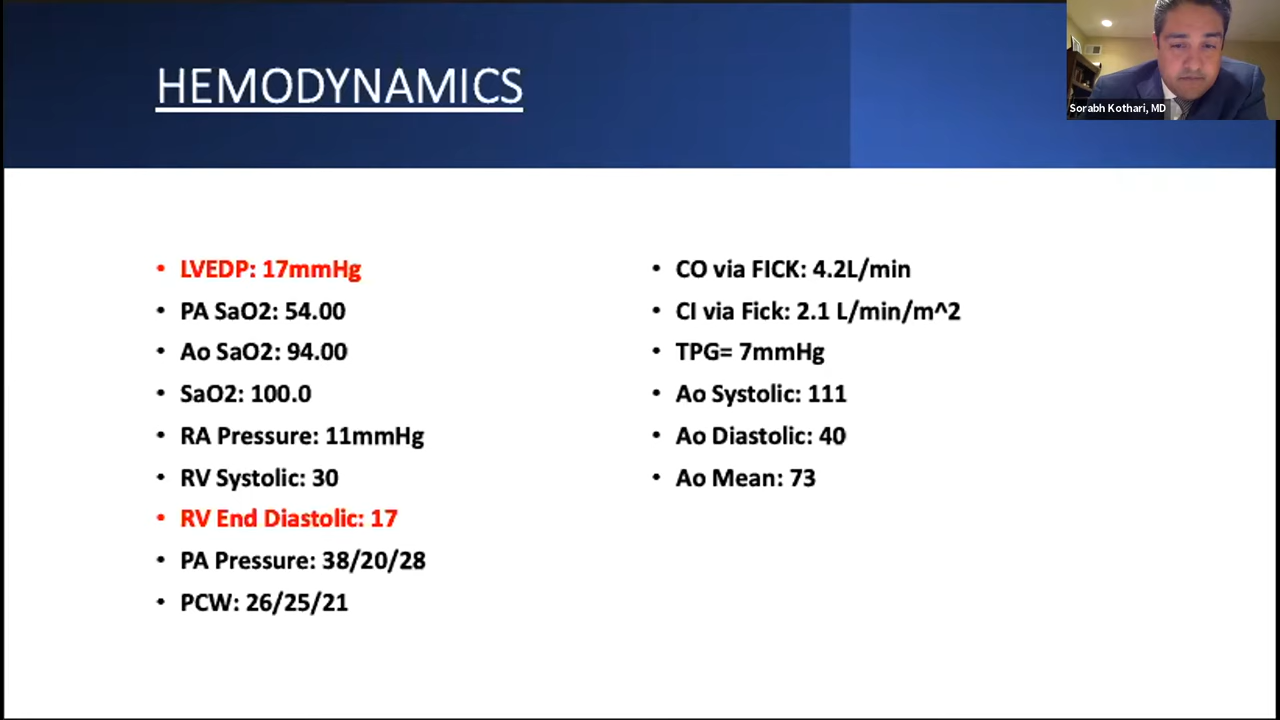 HEMODYNAMICS
Sorabh Kothari, MD
• LVEDP: 17mmHg
• PA SaO2: 54.00
• Ao SaO2: 94.00
• SaO2: 100.0
• RA Pressure: 11mmHg
• RV Systolic: 30
• RV End Diastolic: 17
• PA Pressure: 38/20/28
• PCW: 26/25/21
• CO via FICK: 4.2L/min
• CI via Fick: 2.1 L/min/m^2
• TPG= 7mmHg
• Ao Systolic: 111
• Ao Diastolic: 40
• Ao Mean: 73